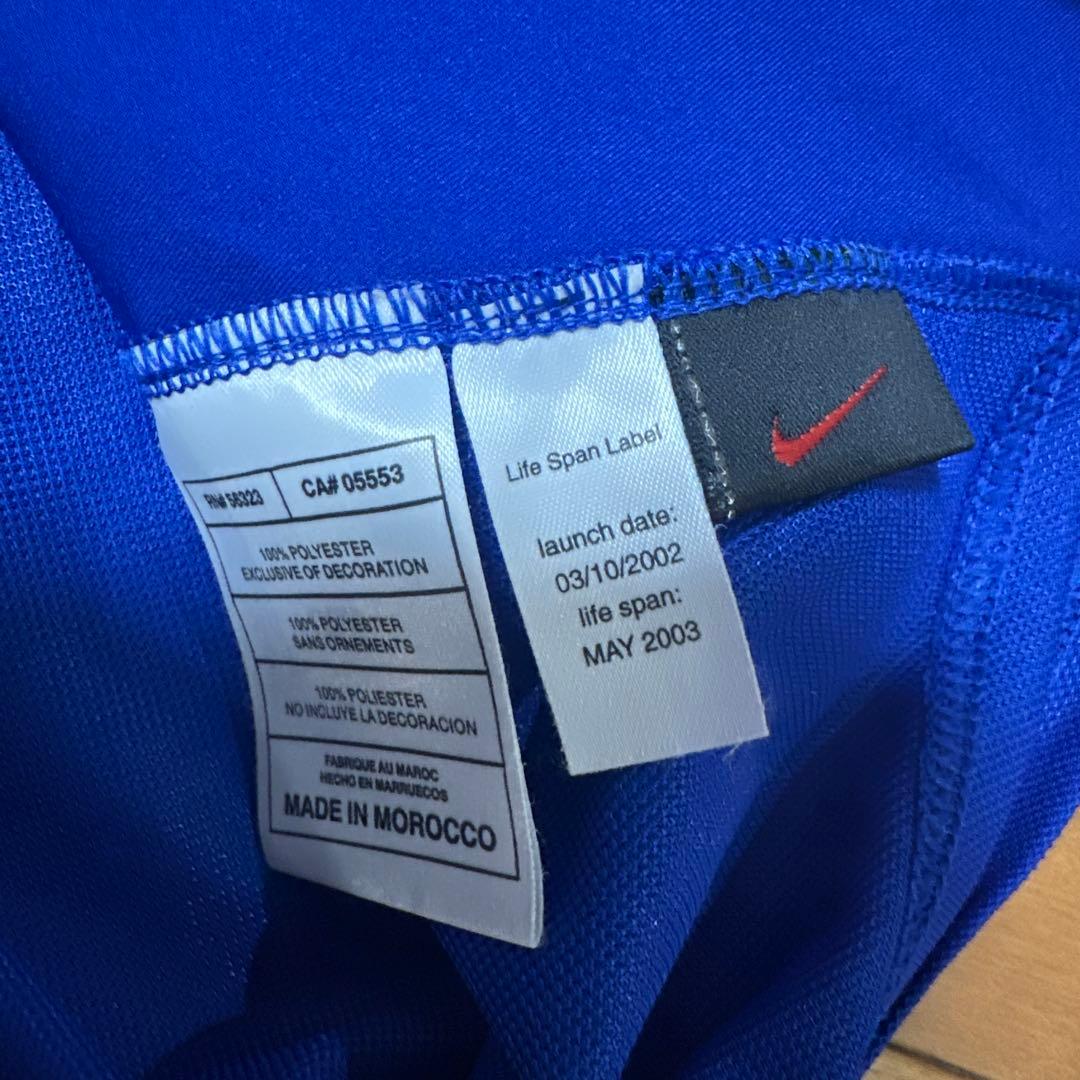 RN# 56323 CA# 05553
100% POLYESTER
EXCLUSIVE OF DECORATION
100% POLYESTER
SANS ORNEMENTS
100% POLIESTER
NO INCLUYE LA DECORACION
FABRIQUE AU MAROC
HECHO EN MARRUECOS
MADE IN MOROCCO
Life Span Label
launch date:
03/10/2002
life span:
MAY 2003